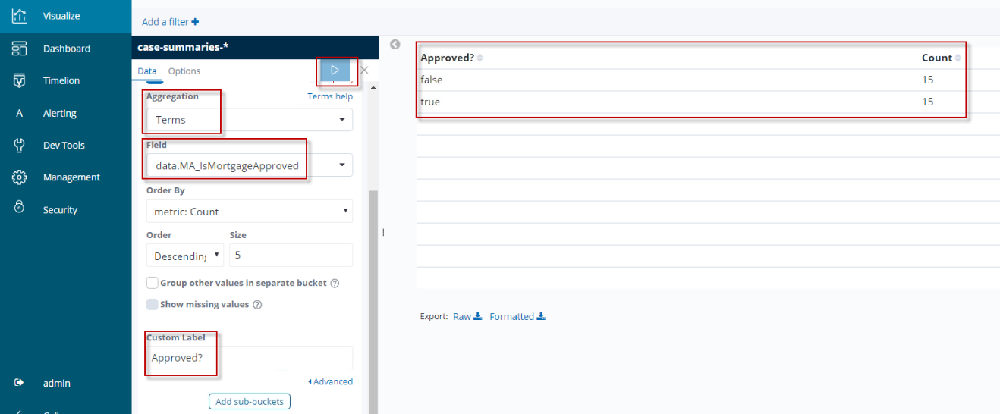 Visualize
Dashboard
Timelion
A Alerting
Dev Tools
Management
Security
admin
Add a filter +
case-summaries-*
Data Options
Aggregation Terms help
Terms
Field
data.MA_IsMortgageApproved
Order By
metric: Count
Order Size
Descending 5
Group other values in separate bucket
Show missing values
Custom Label
Approved?
Advanced
Add sub-buckets
Approved? Count
false 15
true 15
Export: Raw Formatted